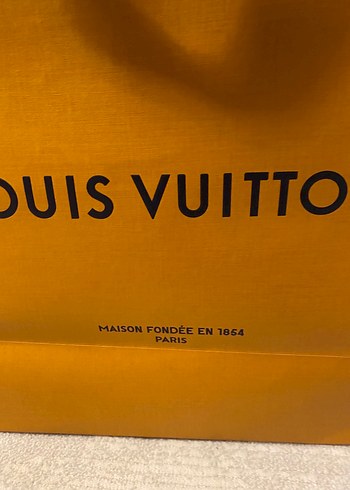 OUIS VUITTO
MAISON FONDÉE EN 1854
PARIS